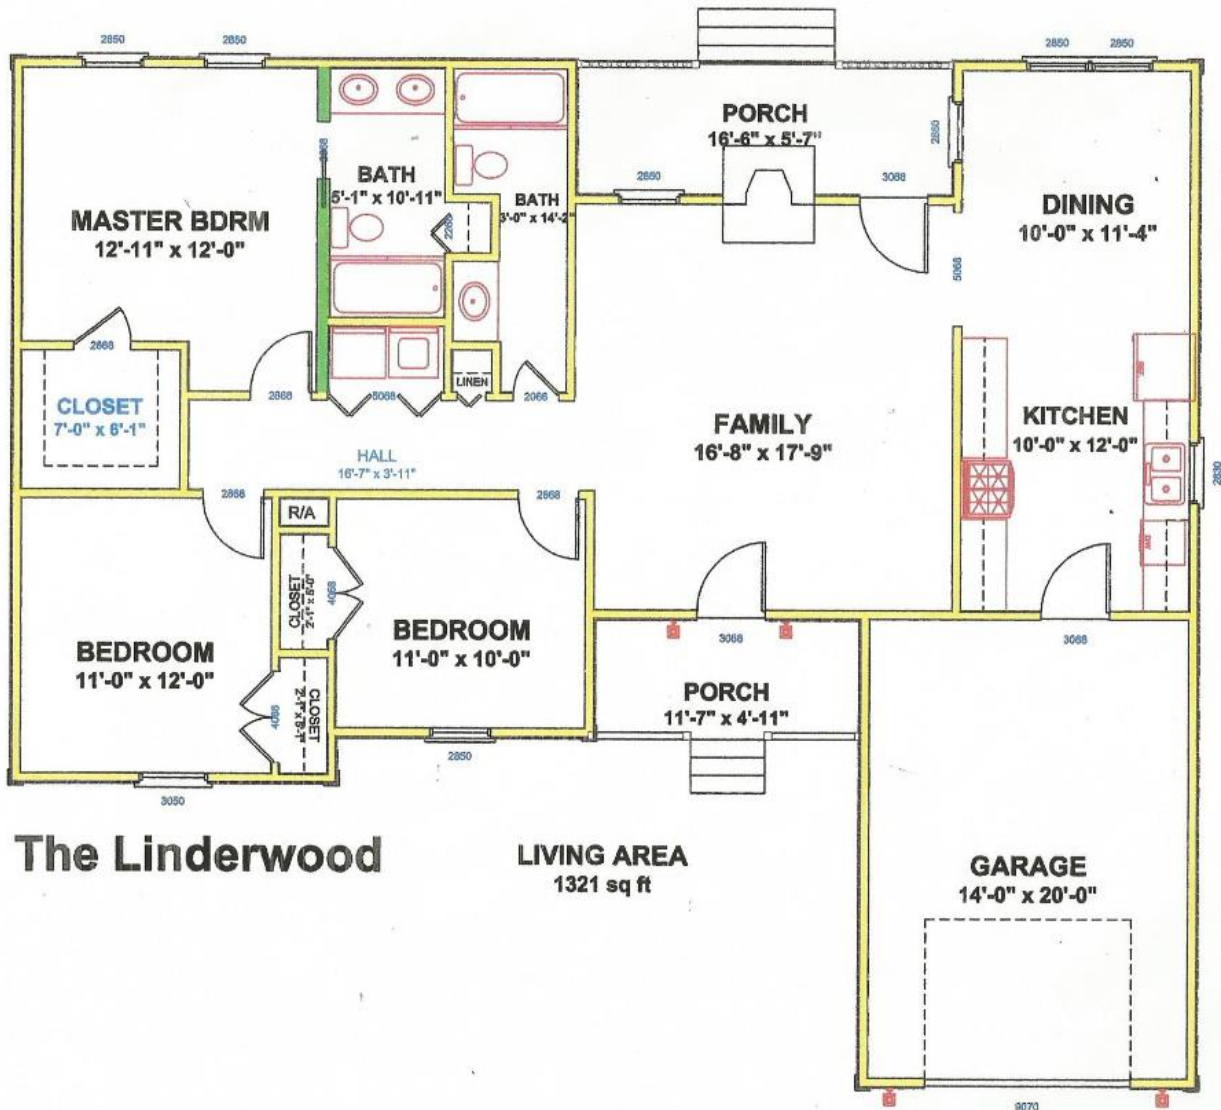 2850
2850
2850 2850
PORCH
16'-6" x 5'-7"
2850
2868
BATH
5'-1" x 10'-11"
BATH
3'-0" x 14'-2"
MASTER BDRM
12'-11" x 12'-0"
2850
3068
DINING
10'-0" x 11'-4"
5068
2668
2868
5068
LINEN
2066
CLOSET
7'-0" x 6'-1"
FAMILY
16'-8" x 17'-9"
KITCHEN
10'-0" x 12'-0"
HALL
16'-7" x 3'-11"
2868
2868
2830
R/A
CLOSET
4068
DW
BEDROOM
11'-0" x 12'-0"
BEDROOM
11'-0" x 10'-0"
3068
3068
CLOSET
4068
PORCH
11'-7" x 4'-11"
2850
3050
The Linderwood
LIVING AREA
1321 sq ft
GARAGE
14'-0" x 20'-0"
9070